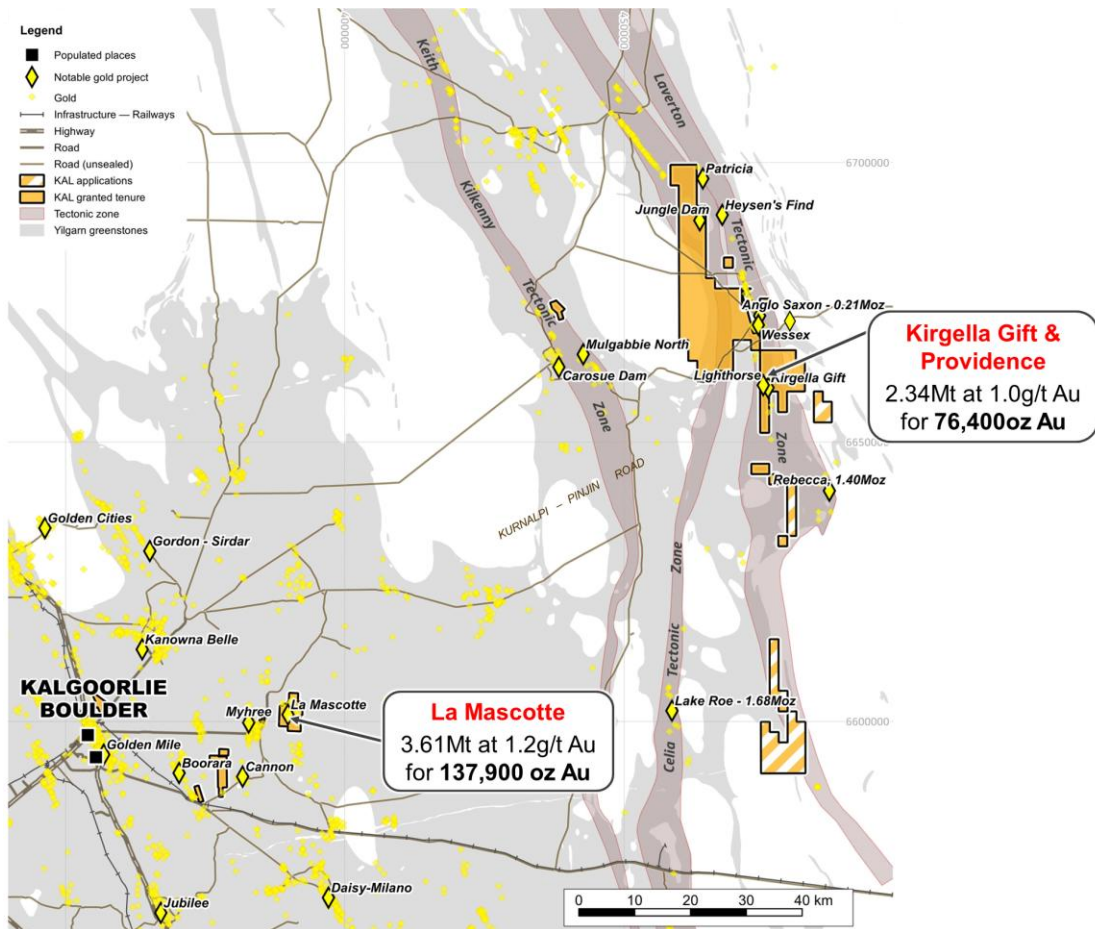 Legend
Populated places
Notable gold project
Gold
Infrastructure — Railways
Highway
Road
Road (unsealed)
KAL applications
KAL granted tenure
Tectonic zone
Yilgarn greenstones
400000
450000
Keith
Kilkenny
Tectonic
Zone
Laverton
Tectonic
Zone
6700000
Patricia
Heysen's Find
Jungle Dam
Anglo Saxon - 0.21Moz
Wessex
Mulgabbie North
Carosue Dam
Lighthorse
Kirgella Gift
Kirgella Gift &
Providence
2.34Mt at 1.0g/t Au
for 76,400oz Au
6650000
Rebecca, 1.40Moz
KURNALPI – PINJIN ROAD
Golden Cities
Gordon - Sirdar
Kanowna Belle
Celia
Tectonic
Zone
KALGOORLIE
BOULDER
Golden Mile
Myhree
La Mascotte
La Mascotte
3.61Mt at 1.2g/t Au
for 137,900 oz Au
Lake Roe - 1.68Moz
6600000
Boorara
Cannon
Daisy-Milano
Jubilee
0 10 20 30 40 km